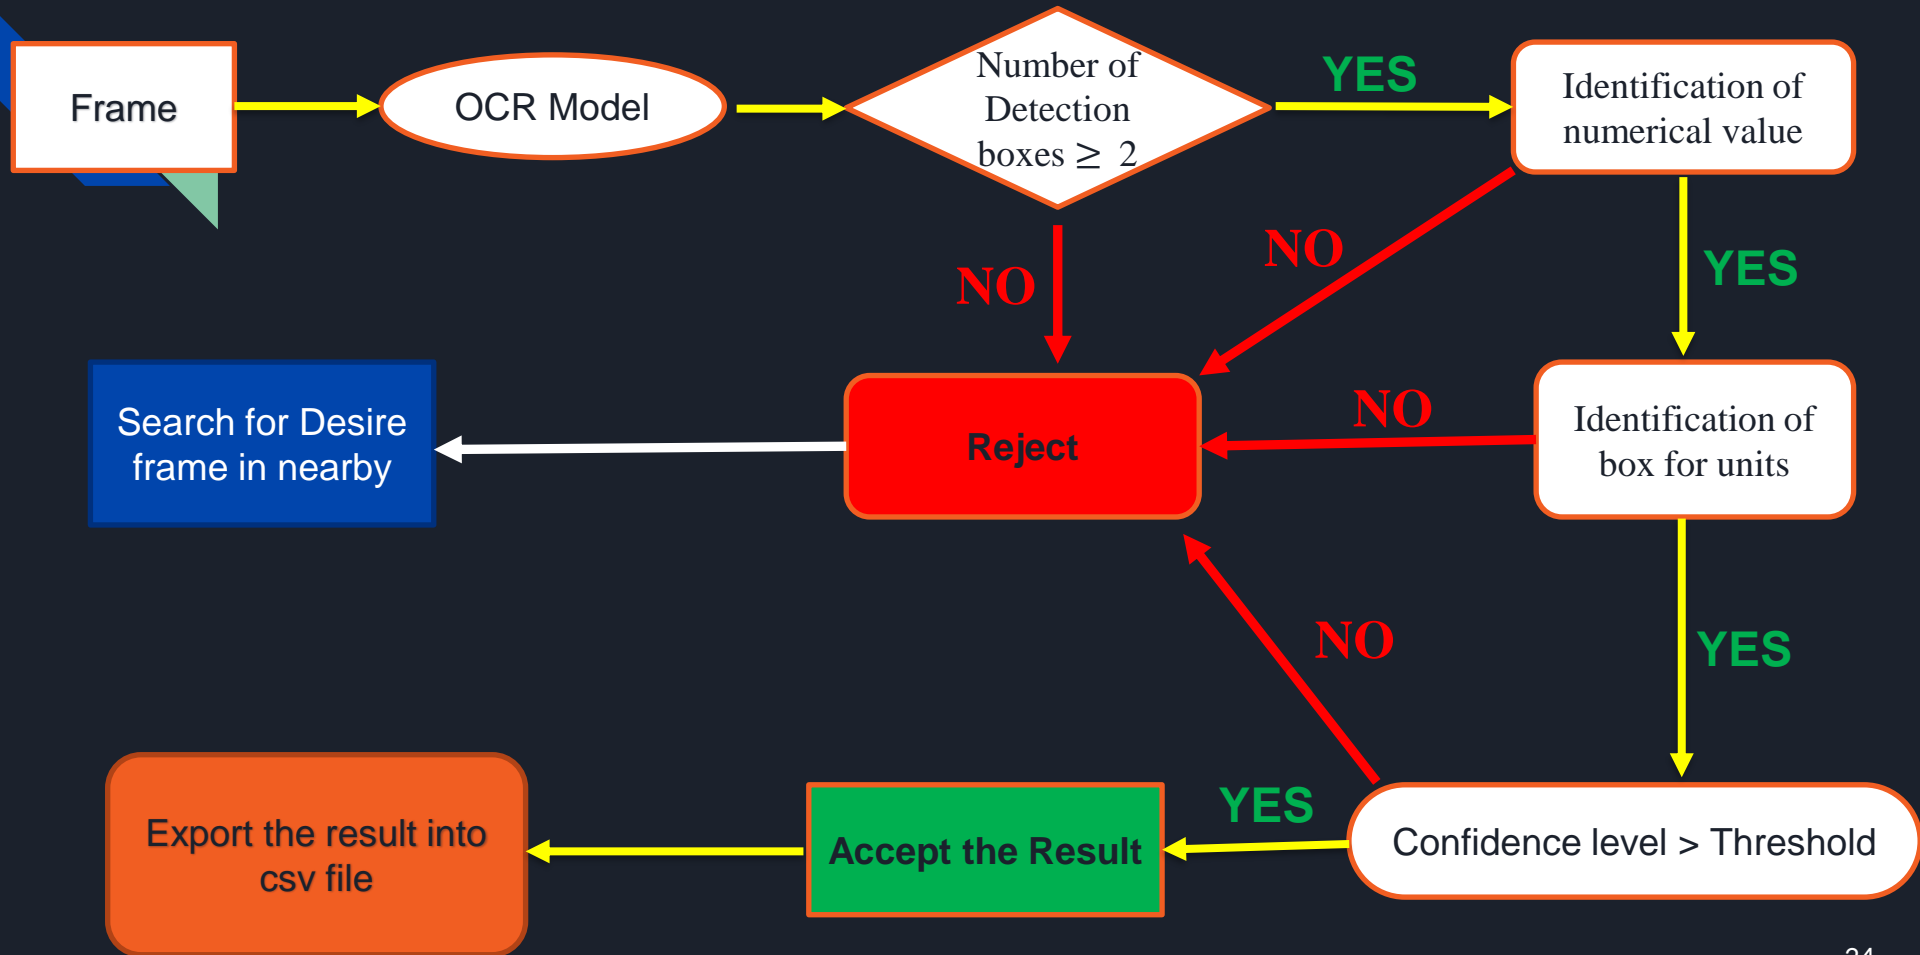 Frame
OCR Model
Number of
Detection
boxes ≥ 2
YES
Identification of
numerical value
NO
NO
YES
Search for Desire
frame in nearby
Reject
NO
Identification of
box for units
NO
YES
Export the result into
csv file
Accept the Result
YES
Confidence level > Threshold